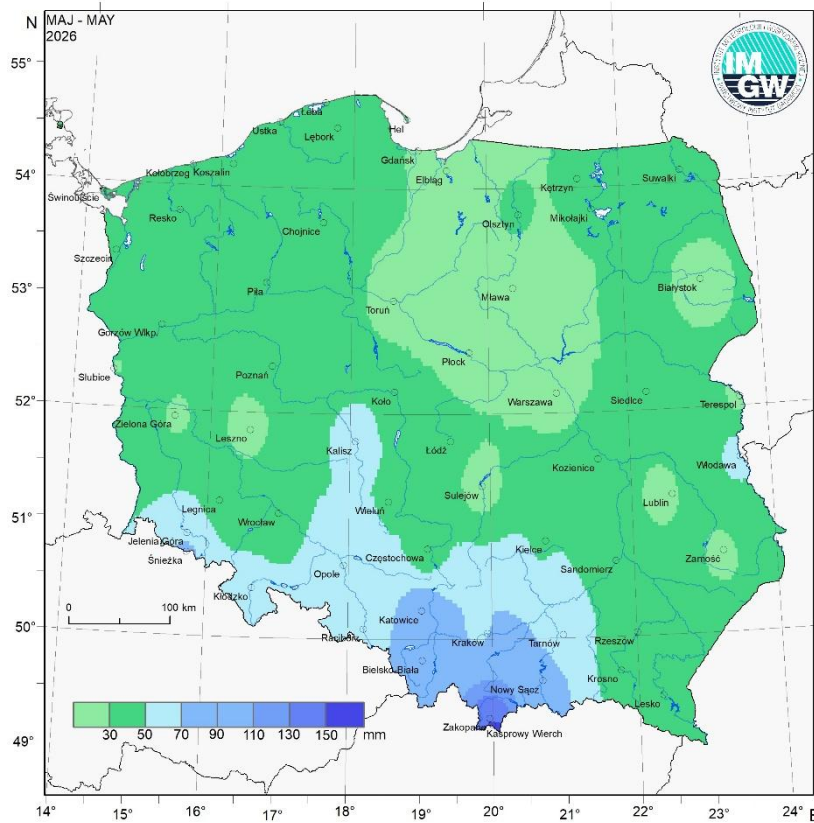 N
MAJ - MAY
2026
IM
GW
55°
54°
53°
52°
51°
50°
49°
Łeba
Ustka
Lębork
Hel
Gdańsk
Kołobrzeg
Koszalin
Elbląg
Kętrzyn
Suwałki
Świnoujście
Resko
Chojnice
Olsztyn
Mikołajki
Szczecin
Piła
Toruń
Mława
Białystok
Gorzów Wlkp.
Płock
Słubice
Poznań
Koło
Warszawa
Siedlce
Terespol
Zielona Góra
Leszno
Kalisz
Łódź
Kozienice
Włodawa
Sulejów
Lublin
Legnica
Wrocław
Wieluń
Jelenia Góra
Śnieżka
Częstochowa
Kielce
Sandomierz
Zamość
Opole
Kłodzko
Katowice
Racibórz
Kraków
Tarnów
Rzeszów
Bielsko-Biała
Nowy Sącz
Krosno
Lesko
Zakopane
Kasprowy Wierch
0 100 km
30 50 70 90 110 130 150 mm
14° 15° 16° 17° 18° 19° 20° 21° 22° 23° 24° E